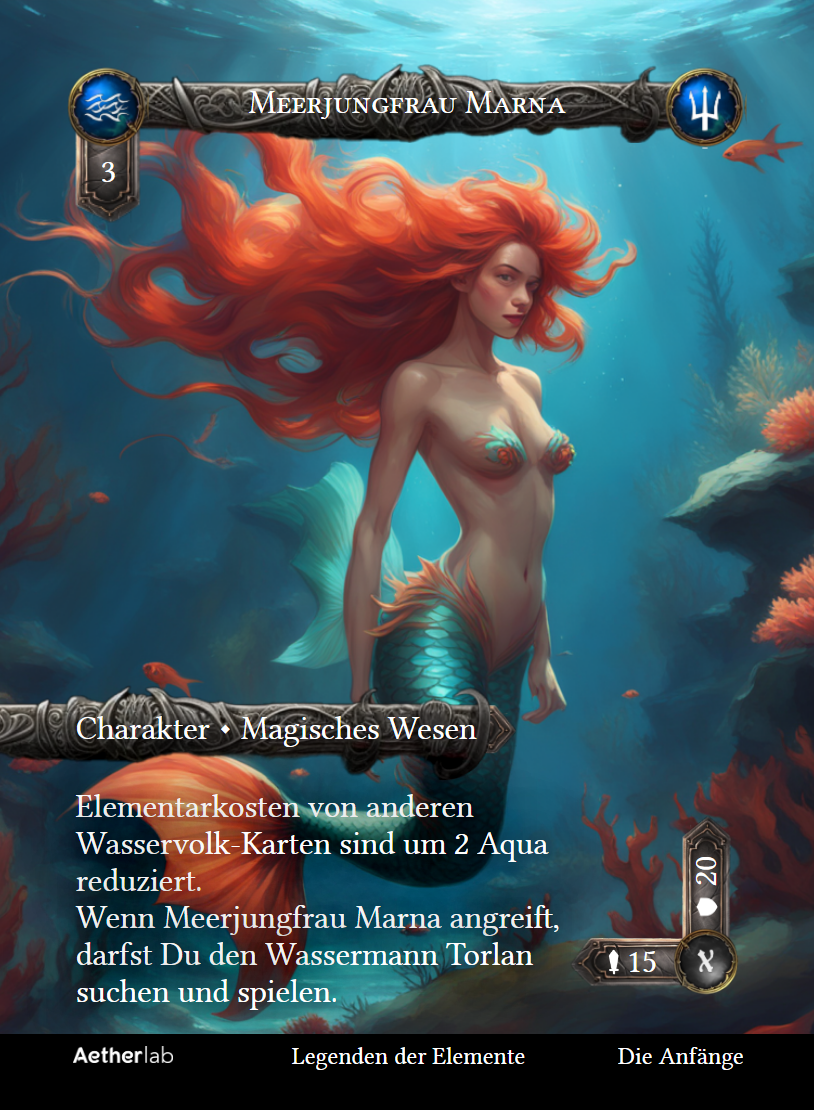 Meerjungfrau Marna
3
Charakter • Magisches Wesen
Elementarkosten von anderen
Wasservolk-Karten sind um 2 Aqua
reduziert.
Wenn Meerjungfrau Marna angreift,
darfst Du den Wassermann Torlan
suchen und spielen.
20
15
א
Aetherlab
Legenden der Elemente
Die Anfänge